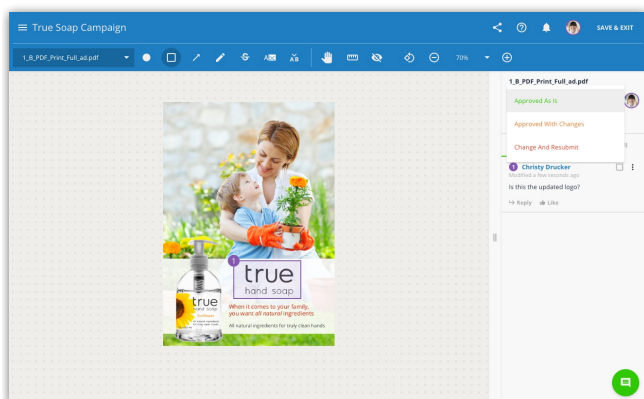 True Soap Campaign
SAVE & EXIT
1_B_PDF_Print_Full_ad.pdf
70%
1_B_PDF_Print_Full_ad.pdf
Approved As Is
Approved With Changes
Change And Resubmit
1 Christy Drucker
Modified a few seconds ago
Is this the updated logo?
Reply Like
1
true
hand soap
true
hand soap
When it comes to your family,
you want all natural ingredients
All natural ingredients for truly clean hands